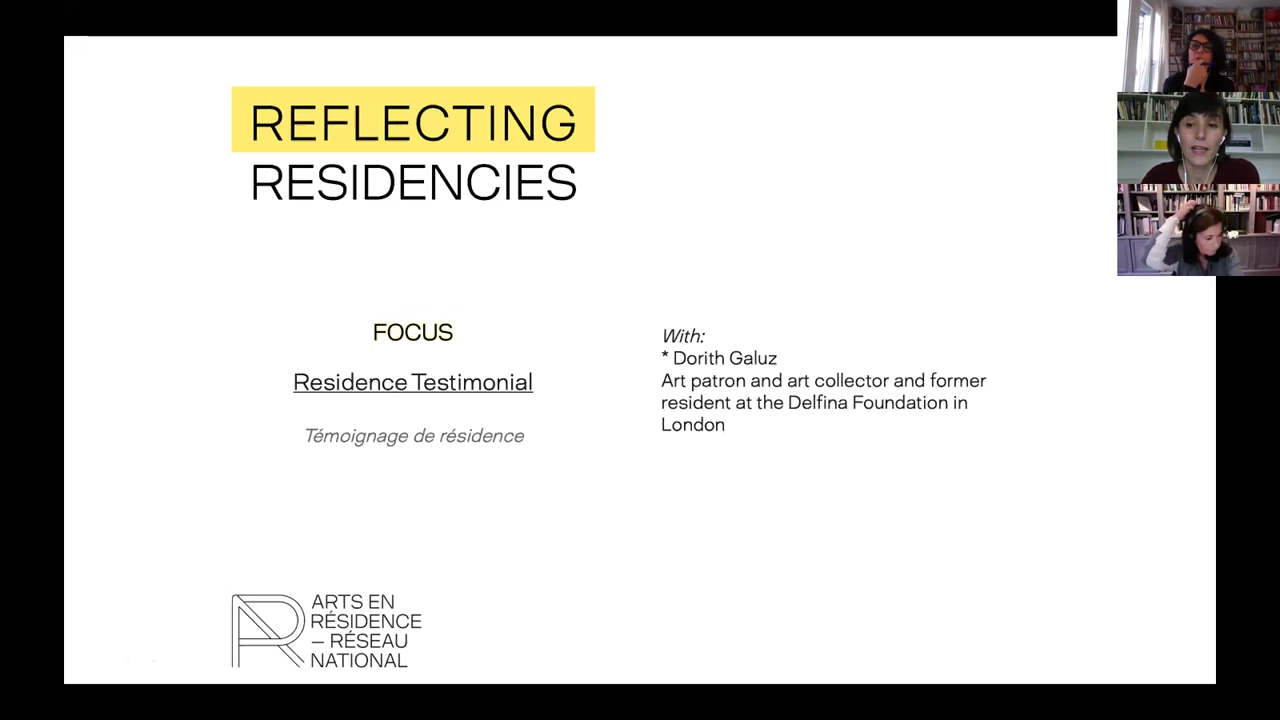 REFLECTING
RESIDENCIES
FOCUS
Residence Testimonial
Témoignage de résidence
With:
* Dorith Galuz
Art patron and art collector and former
resident at the Delfina Foundation in
London
ARTS EN
RÉSIDENCE
– RÉSEAU
NATIONAL